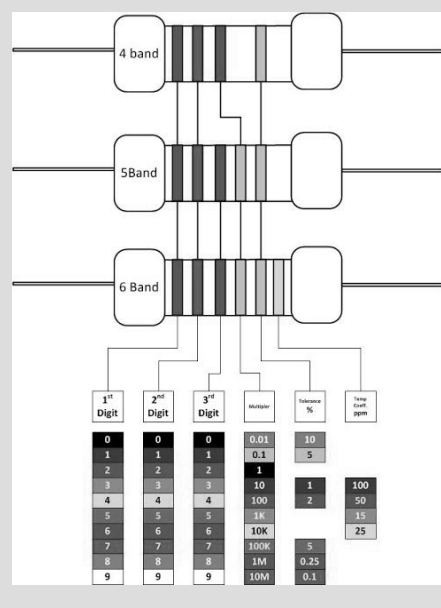 4 band
5Band
6 Band
1st Digit
2nd Digit
3rd Digit
Multiplier
Tolerance %
Temp Coeff. ppm
0 0 0 0.01 10
1 1 1 0.1 5
2 2 2 1
3 3 3 10 1 100
4 4 4 100 2 50
5 5 5 1K 15
6 6 6 10K 25
7 7 7 100K 5
8 8 8 1M 0.25
9 9 9 10M 0.1